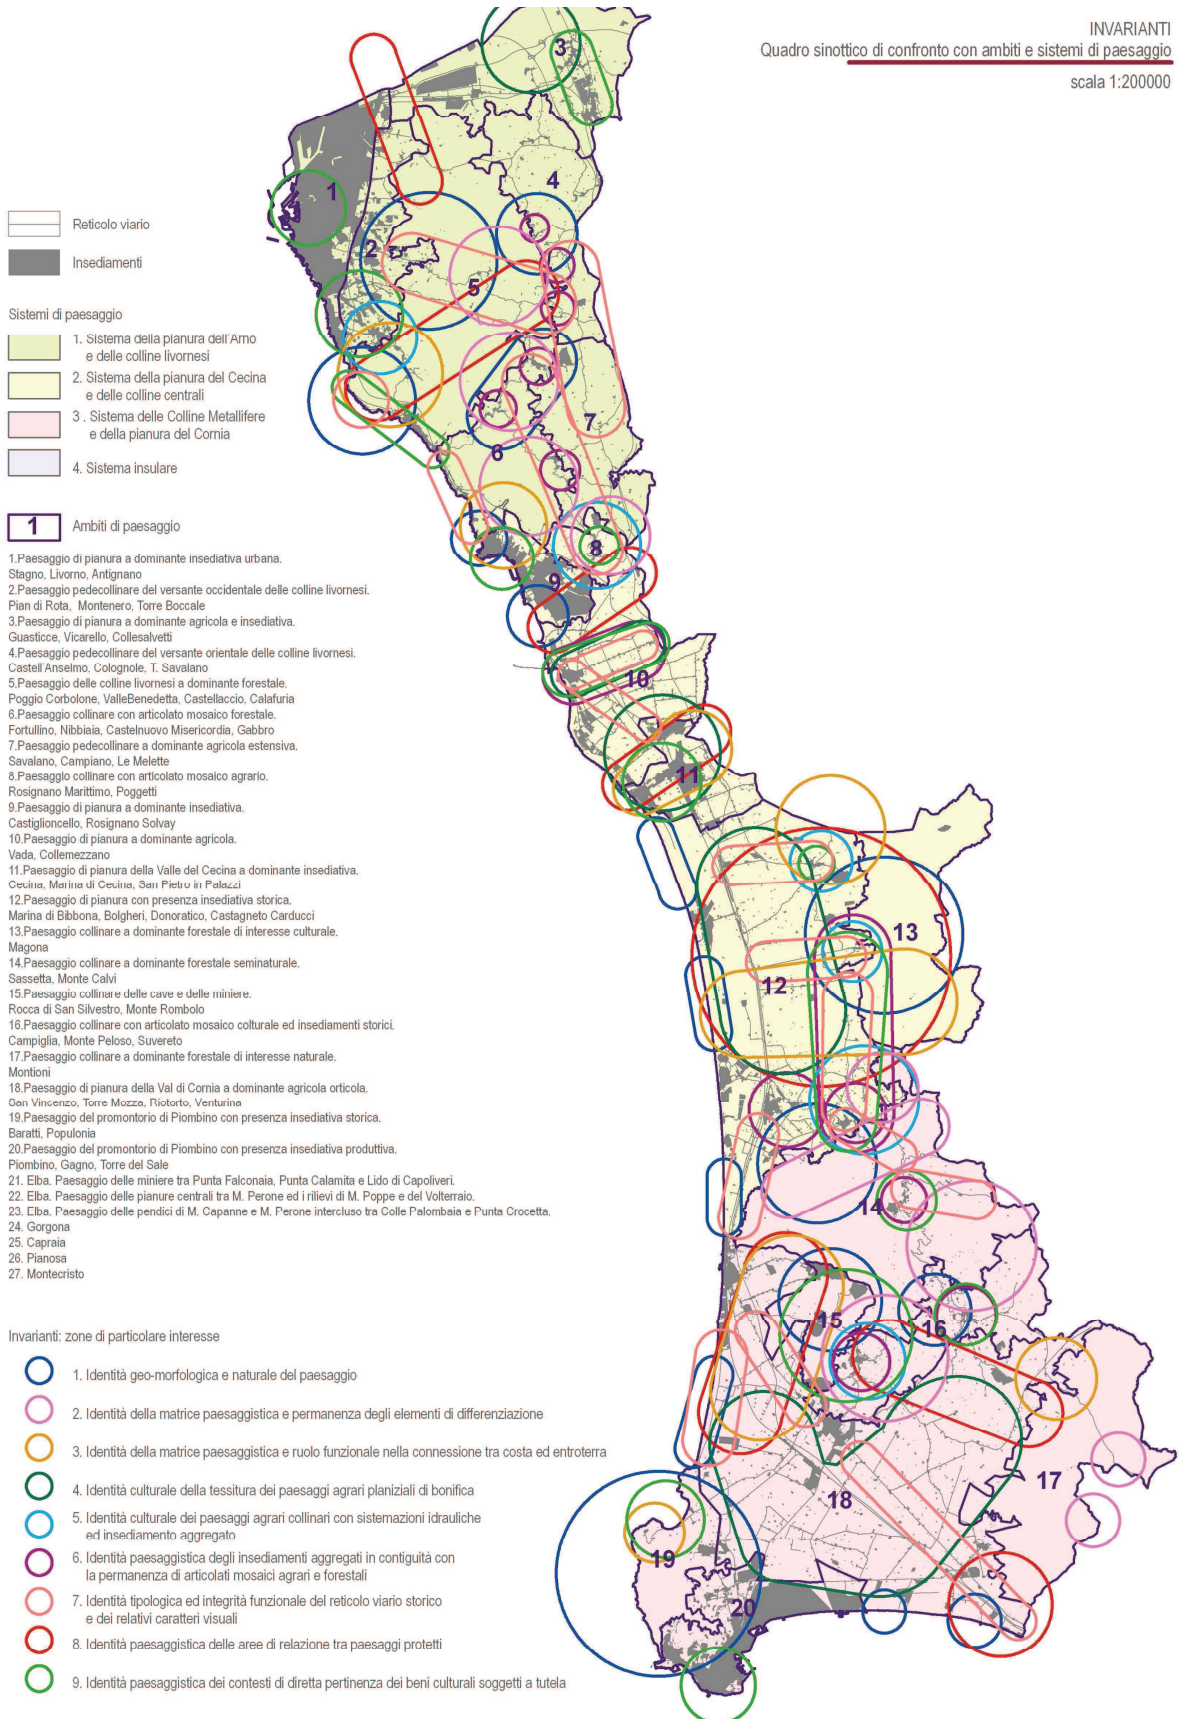 INVARIANTI
Quadro sinottico di confronto con ambiti e sistemi di paesaggio
scala 1:200000
Reticolo viario
Insediamenti
Sistemi di paesaggio
1. Sistema della pianura dell'Arno
e delle colline livornesi
2. Sistema della pianura del Cecina
e delle colline centrali
3 . Sistema delle Colline Metallifere
e della pianura del Cornia
4. Sistema insulare
1 Ambiti di paesaggio
1.Paesaggio di pianura a dominante insediativa urbana.
Stagno, Livorno, Antignano
2.Paesaggio pedecollinare del versante occidentale delle colline livornesi.
Pian di Rota, Montenero, Torre Boccale
3.Paesaggio di pianura a dominante agricola e insediativa.
Guasticce, Vicarello, Collesalvetti
4.Paesaggio pedecollinare del versante orientale delle colline livornesi.
Castell'Anselmo, Colognole, T. Savalano
5.Paesaggio delle colline livornesi a dominante forestale.
Poggio Corbolone, ValleBenedetta, Castellaccio, Calafuria
6.Paesaggio collinare con articolato mosaico forestale.
Fortullino, Nibbiaia, Castelnuovo Misericordia, Gabbro
7.Paesaggio pedecollinare a dominante agricola estensiva.
Savalano, Campiano, Le Melette
8.Paesaggio collinare con articolato mosaico agrario.
Rosignano Marittimo, Poggetti
9.Paesaggio di pianura a dominante insediativa.
Castiglioncello, Rosignano Solvay
10.Paesaggio di pianura a dominante agricola.
Vada, Collemezzano
11.Paesaggio di pianura della Valle del Cecina a dominante insediativa.
Cecina, Marina di Cecina, San Pietro in Palazzi
12.Paesaggio di pianura con presenza insediativa storica.
Marina di Bibbona, Bolgheri, Donoratico, Castagneto Carducci
13.Paesaggio collinare a dominante forestale di interesse culturale.
Magona
14.Paesaggio collinare a dominante forestale seminaturale.
Sassetta, Monte Calvi
15.Paesaggio collinare delle cave e delle miniere.
Rocca di San Silvestro, Monte Rombolo
16.Paesaggio collinare con articolato mosaico colturale ed insediamenti storici.
Campiglia, Monte Peloso, Suvereto
17.Paesaggio collinare a dominante forestale di interesse naturale.
Montioni
18.Paesaggio di pianura della Val di Cornia a dominante agricola orticola.
San Vincenzo, Torre Mozza, Riotorto, Venturina
19.Paesaggio del promontorio di Piombino con presenza insediativa storica.
Baratti, Populonia
20.Paesaggio del promontorio di Piombino con presenza insediativa produttiva.
Piombino, Gagno, Torre del Sale
21. Elba. Paesaggio delle miniere tra Punta Falconaia, Punta Calamita e Lido di Capoliveri.
22. Elba. Paesaggio delle pianure centrali tra M. Perone ed i rilievi di M. Poppe e del Volterraio.
23. Elba. Paesaggio delle pendici di M. Capanne e M. Perone intercluso tra Colle Palombaia e Punta Crocetta.
24. Gorgona
25. Capraia
26. Pianosa
27. Montecristo
Invarianti: zone di particolare interesse
1. Identità geo-morfologica e naturale del paesaggio
2. Identità della matrice paesaggistica e permanenza degli elementi di differenziazione
3. Identità della matrice paesaggistica e ruolo funzionale nella connessione tra costa ed entroterra
4. Identità culturale della tessitura dei paesaggi agrari planiziali di bonifica
5. Identità culturale dei paesaggi agrari collinari con sistemazioni idrauliche
ed insediamento aggregato
6. Identità paesaggistica degli insediamenti aggregati in contiguità con
la permanenza di articolati mosaici agrari e forestali
7. Identità tipologica ed integrità funzionale del reticolo viario storico
e dei relativi caratteri visuali
8. Identità paesaggistica delle aree di relazione tra paesaggi protetti
9. Identità paesaggistica dei contesti di diretta pertinenza dei beni culturali soggetti a tutela
3
1
4
2
5
7
6
8
9
10
11
13
12
14
15
16
17
18
19
20